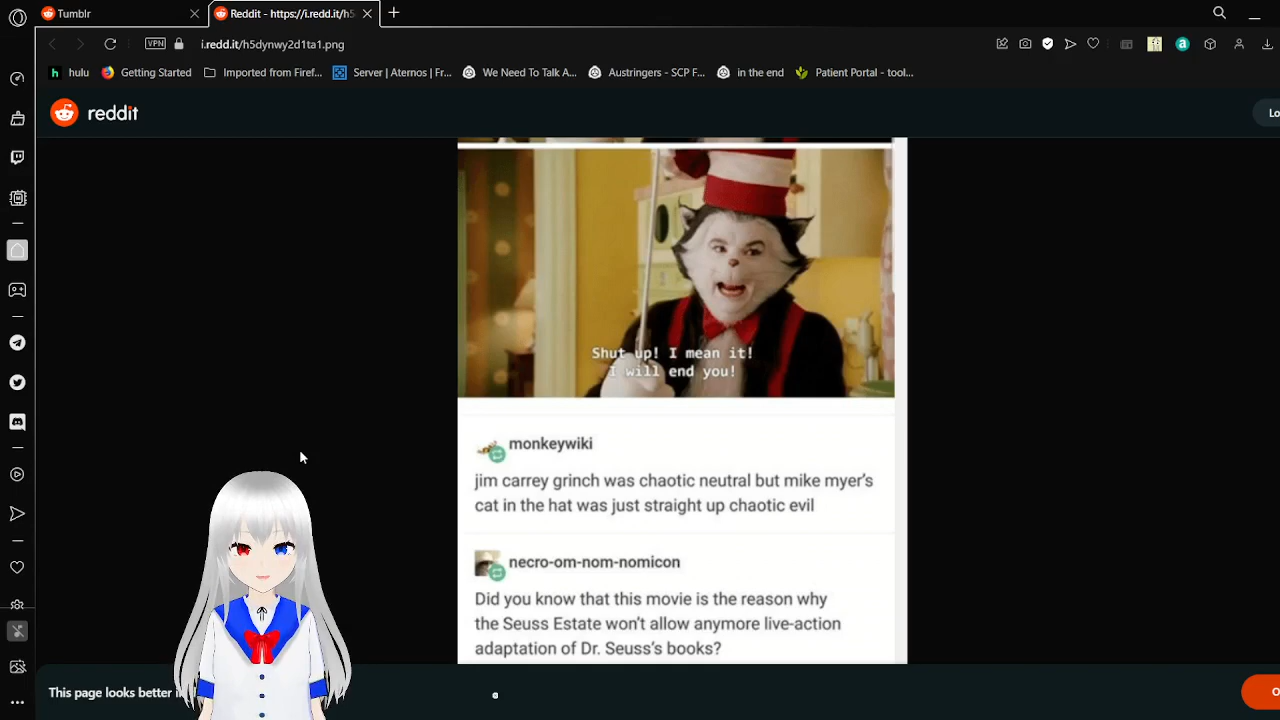 Tumblr
Reddit - https://i.redd.it/h5
VPN
i.redd.it/h5dynwy2d1ta1.png
hulu
Getting Started
Imported from Firef...
Server | Aternos | Fr...
We Need To Talk A...
Austringers - SCP F...
in the end
Patient Portal - tool...
reddit
Lo
Shut up! I mean it!
I will end you!
monkeywiki
jim carrey grinch was chaotic neutral but mike myer's
cat in the hat was just straight up chaotic evil
necro-om-nom-nomicon
Did you know that this movie is the reason why
the Seuss Estate won't allow anymore live-action
adaptation of Dr. Seuss's books?
This page looks better i
O